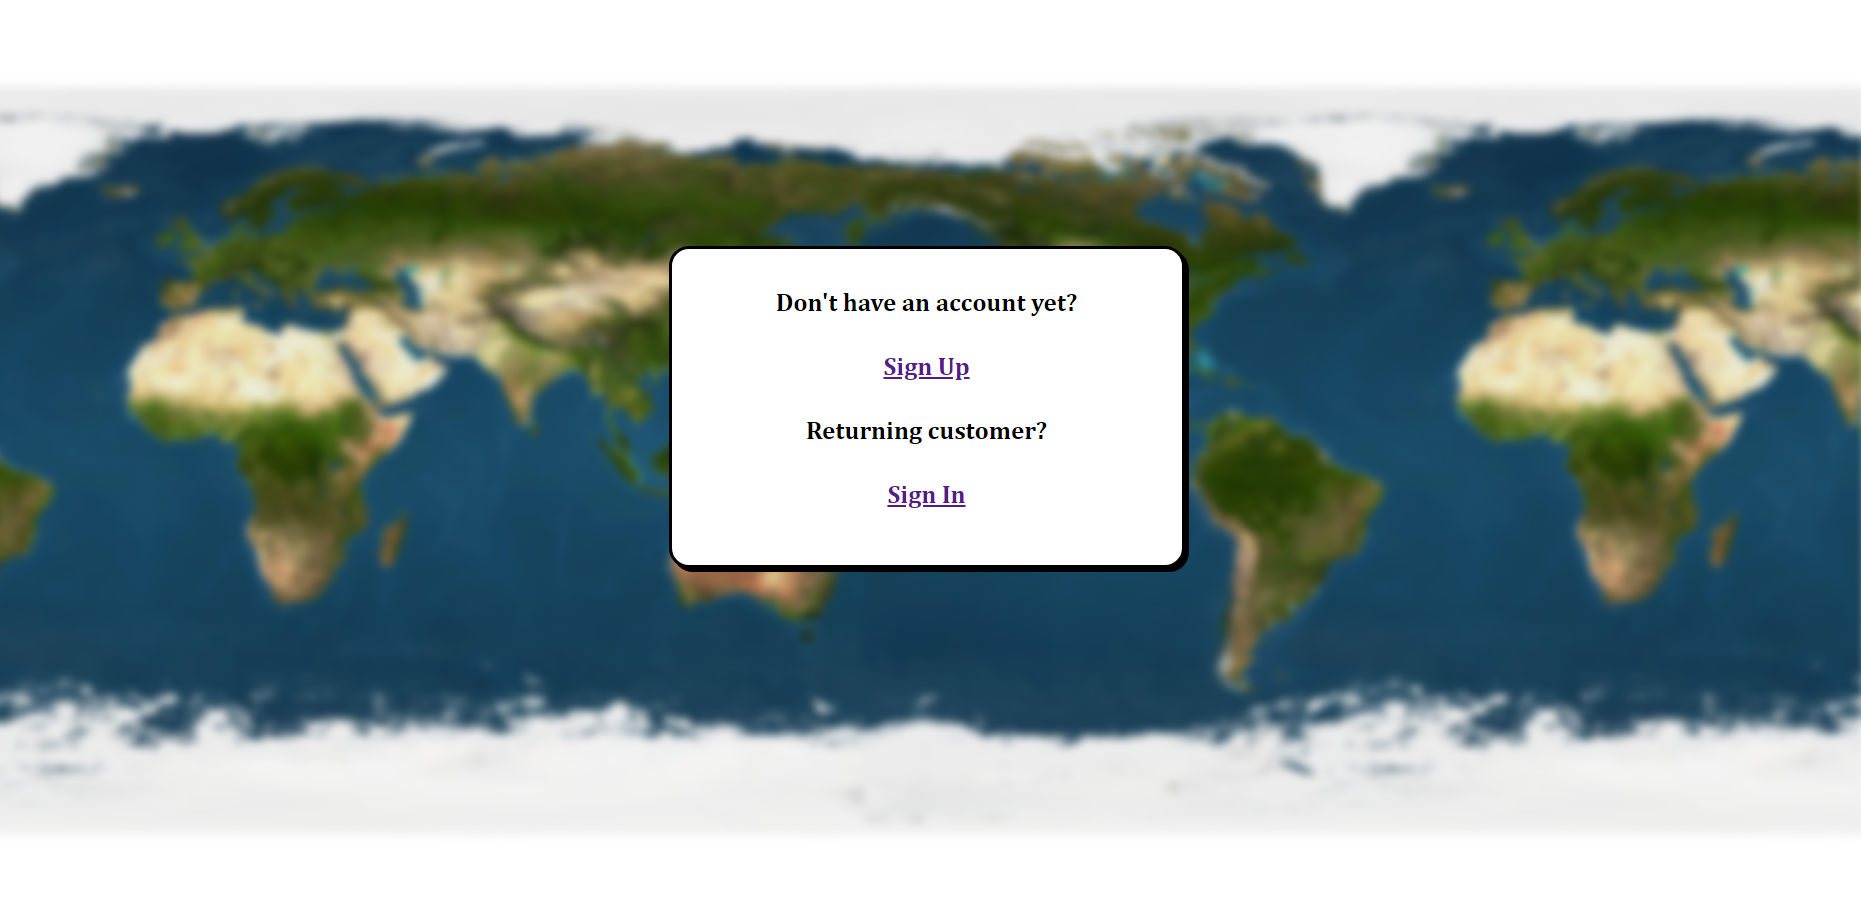 Don't have an account yet?
Sign Up
Returning customer?
Sign In